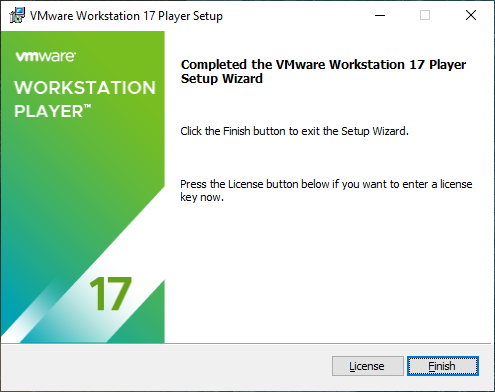 VMware Workstation 17 Player Setup
vmware®
WORKSTATION
PLAYER™
17
Completed the VMware Workstation 17 Player
Setup Wizard
Click the Finish button to exit the Setup Wizard.
Press the License button below if you want to enter a license
key now.
License
Finish